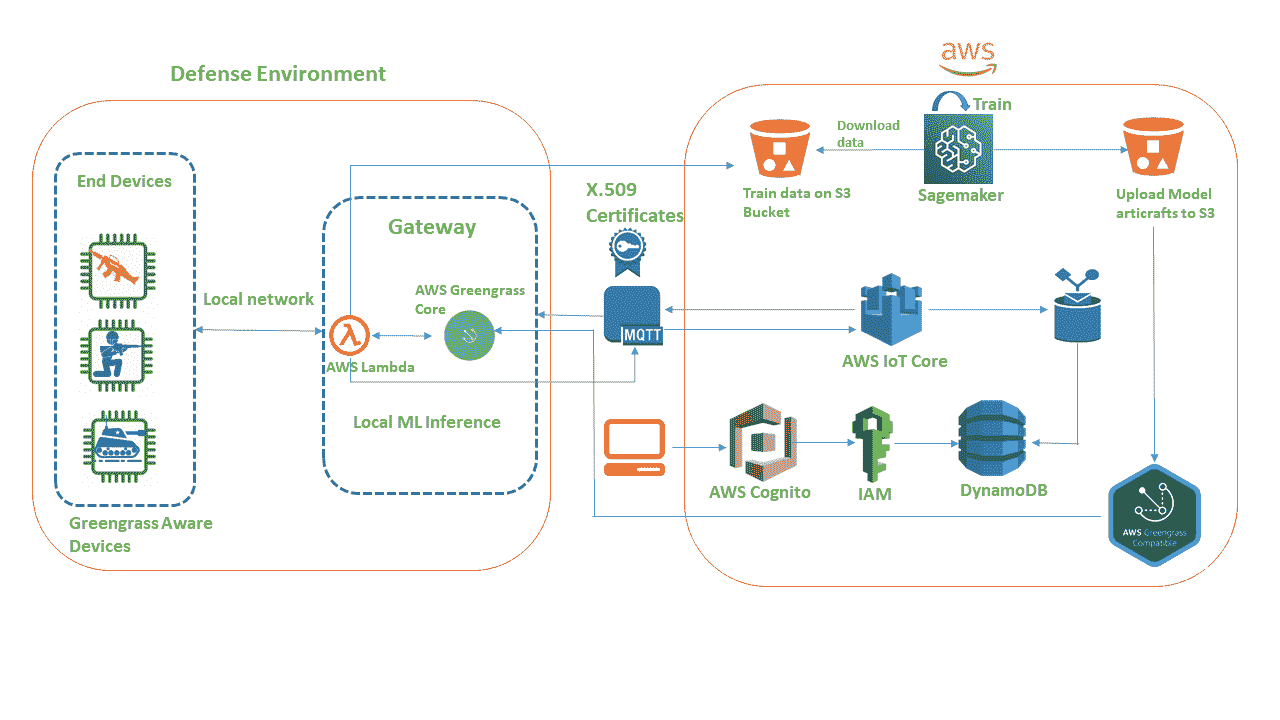 aws
Defense Environment
Train
Download
data
End Devices
X.509
Certificates
Train data on S3
Bucket
Sagemaker
Upload Model
articrafts to S3
Gateway
AWS Greengrass
Core
Local network
MQTT
AWS Lambda
AWS IoT Core
Local ML Inference
AWS Cognito
IAM
DynamoDB
Greengrass Aware
Devices
AWS Greengrass
Compatible